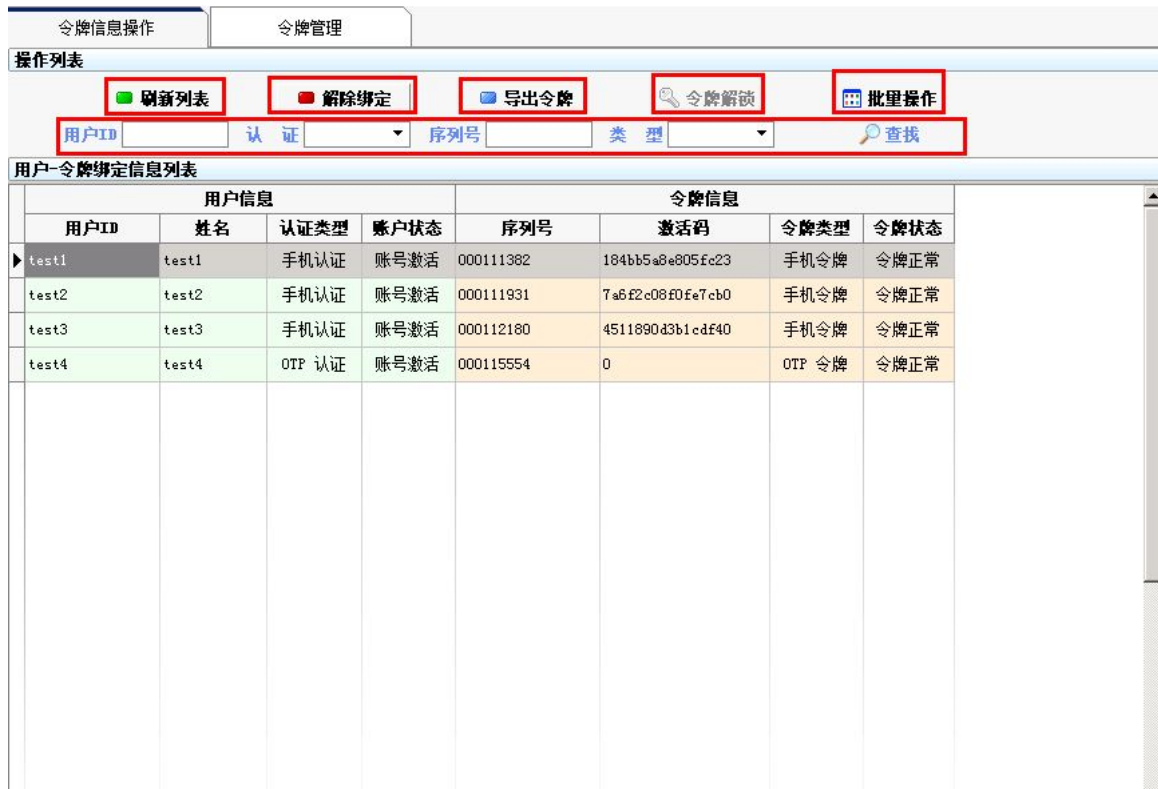 令牌信息操作 令牌管理
操作列表
刷新列表 解除绑定 导出令牌 令牌解锁 批里操作
用户ID 认 证 序列号 类 型 查找
用户-令牌绑定信息列表
用户信息 令牌信息
用户ID 姓名 认证类型 账户状态 序列号 激活码 令牌类型 令牌状态
test1 test1 手机认证 账号激活 000111382 184bb5a8e805fc23 手机令牌 令牌正常
test2 test2 手机认证 账号激活 000111931 7a6f2c08f0fe7cb0 手机令牌 令牌正常
test3 test3 手机认证 账号激活 000112180 4511890d3b1cdf40 手机令牌 令牌正常
test4 test4 OTP 认证 账号激活 000115554 0 OTP 令牌 令牌正常